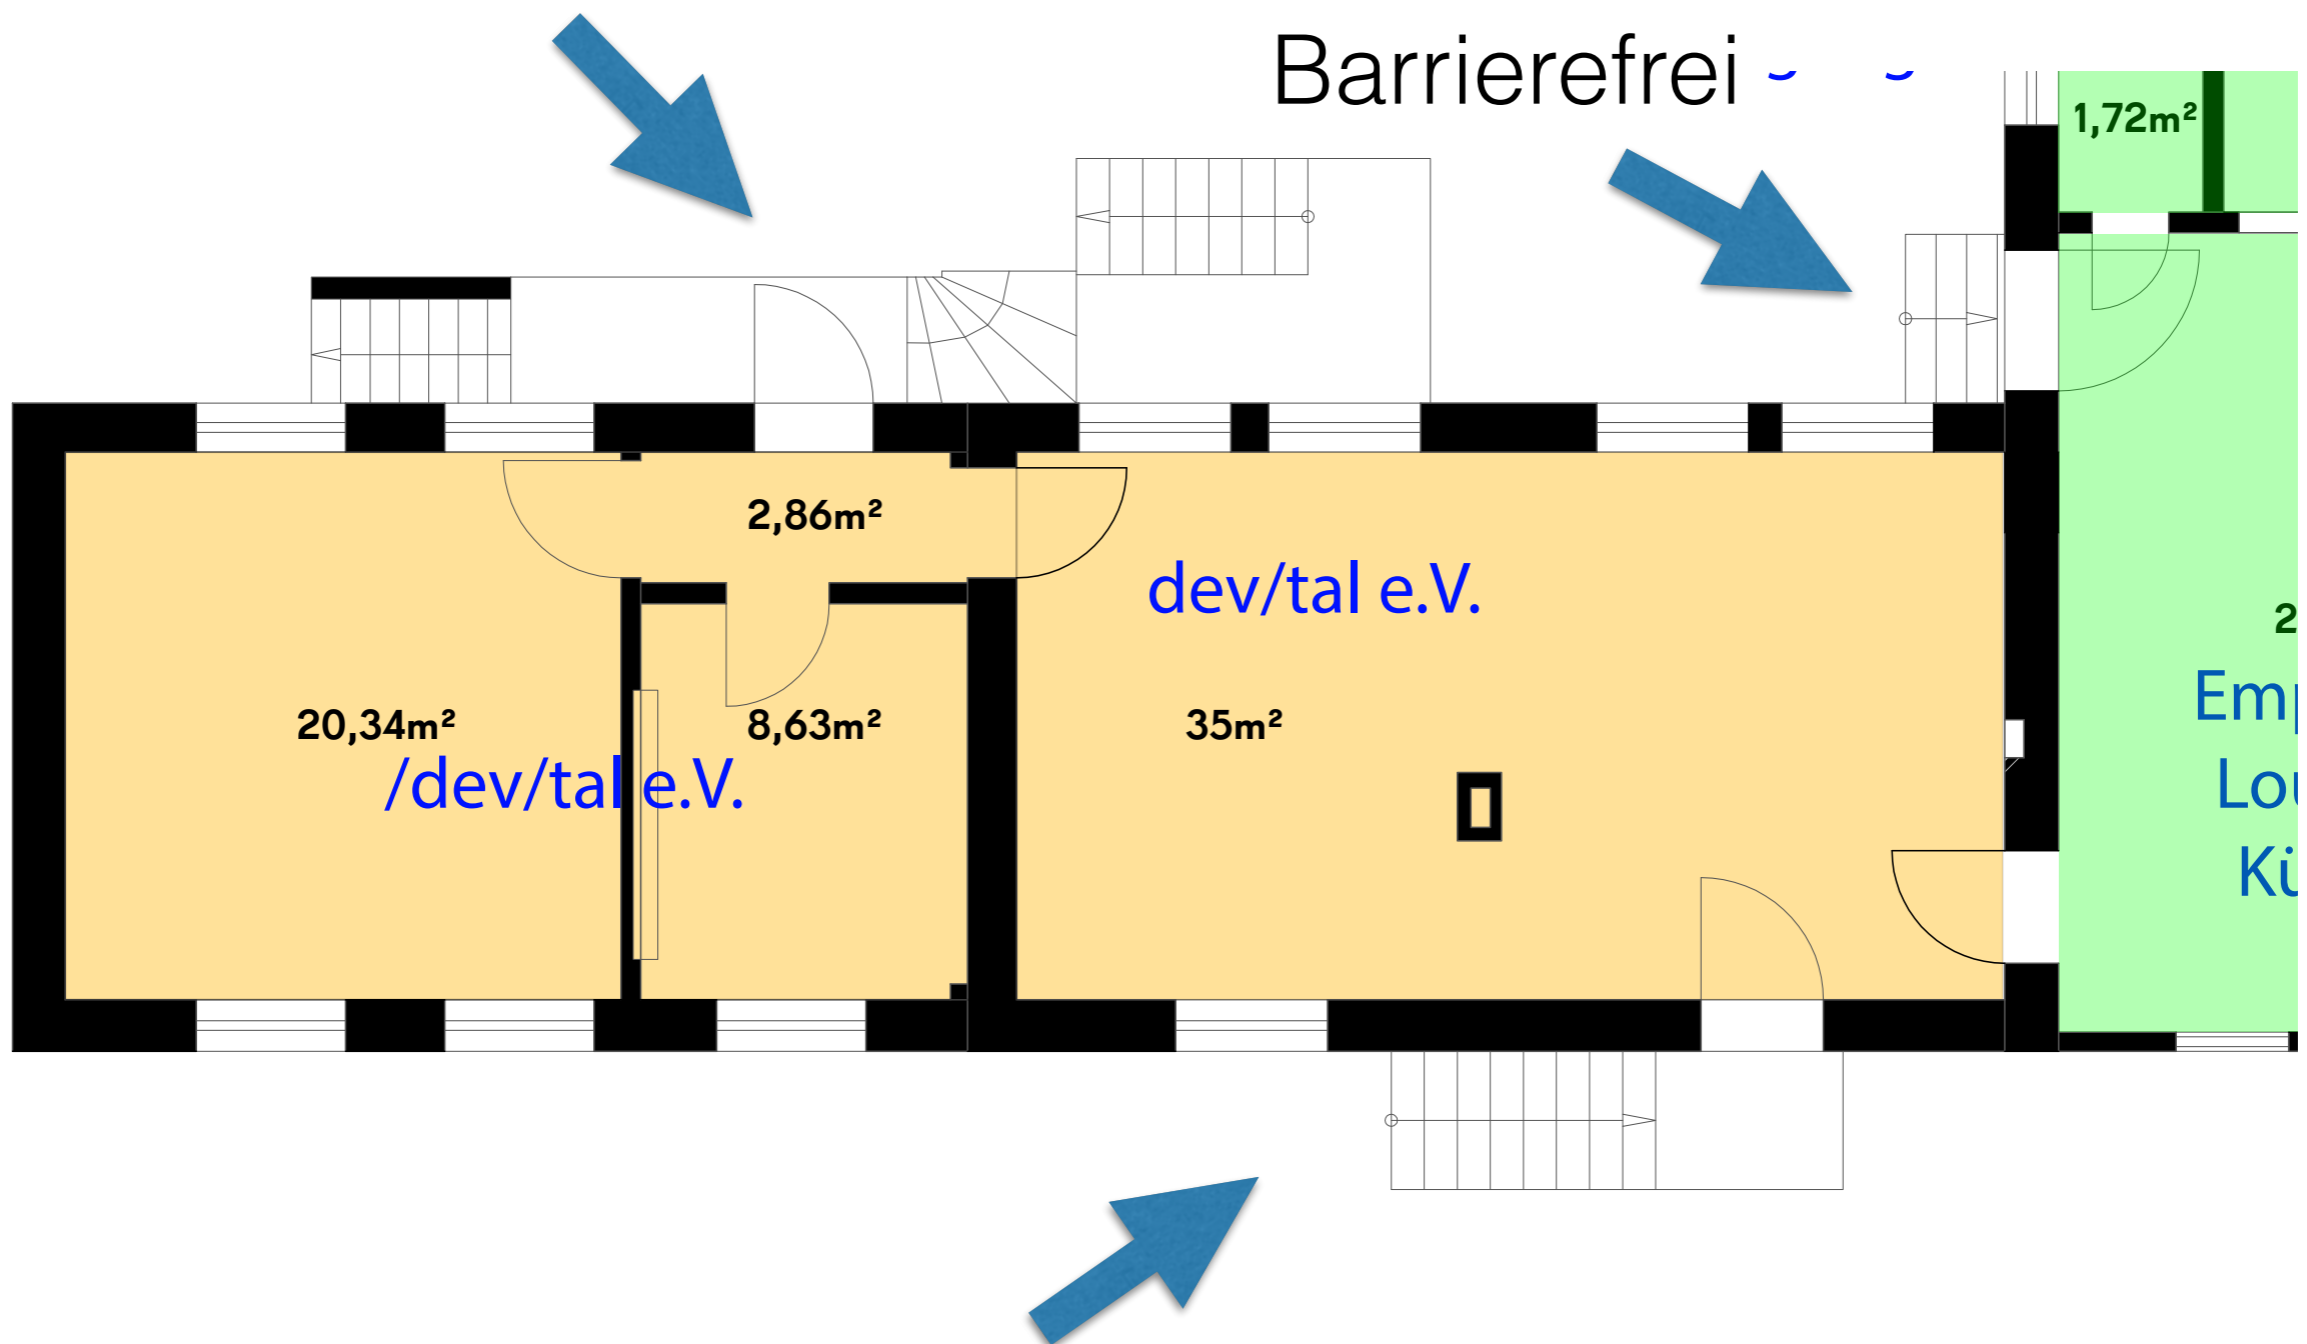 Barrierefrei
1,72m²
2,86m²
dev/tal e.V.
20,34m²
8,63m²
35m²
/dev/tal e.V.